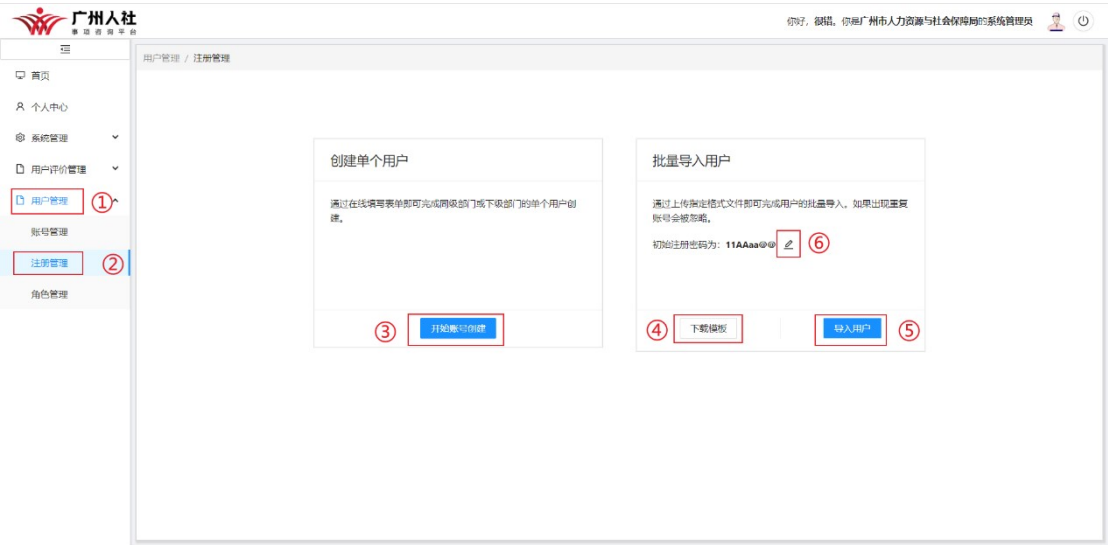 广州人社
事项咨询平台
你好，很错。你是广州市人力资源与社会保障局的系统管理员
首页
个人中心
系统管理
用户评价管理
用户管理 ①
账号管理
注册管理 ②
角色管理
用户管理 / 注册管理
创建单个用户
通过在线填写表单即可完成同级部门或下级部门的单个用户创
建。
③ 开始账号创建
批量导入用户
通过上传指定格式文件即可完成用户的批量导入。如果出现重复
账号会被忽略。
初始注册密码为：11AAaa@@ ⑥
④ 下载模板 导入用户 ⑤